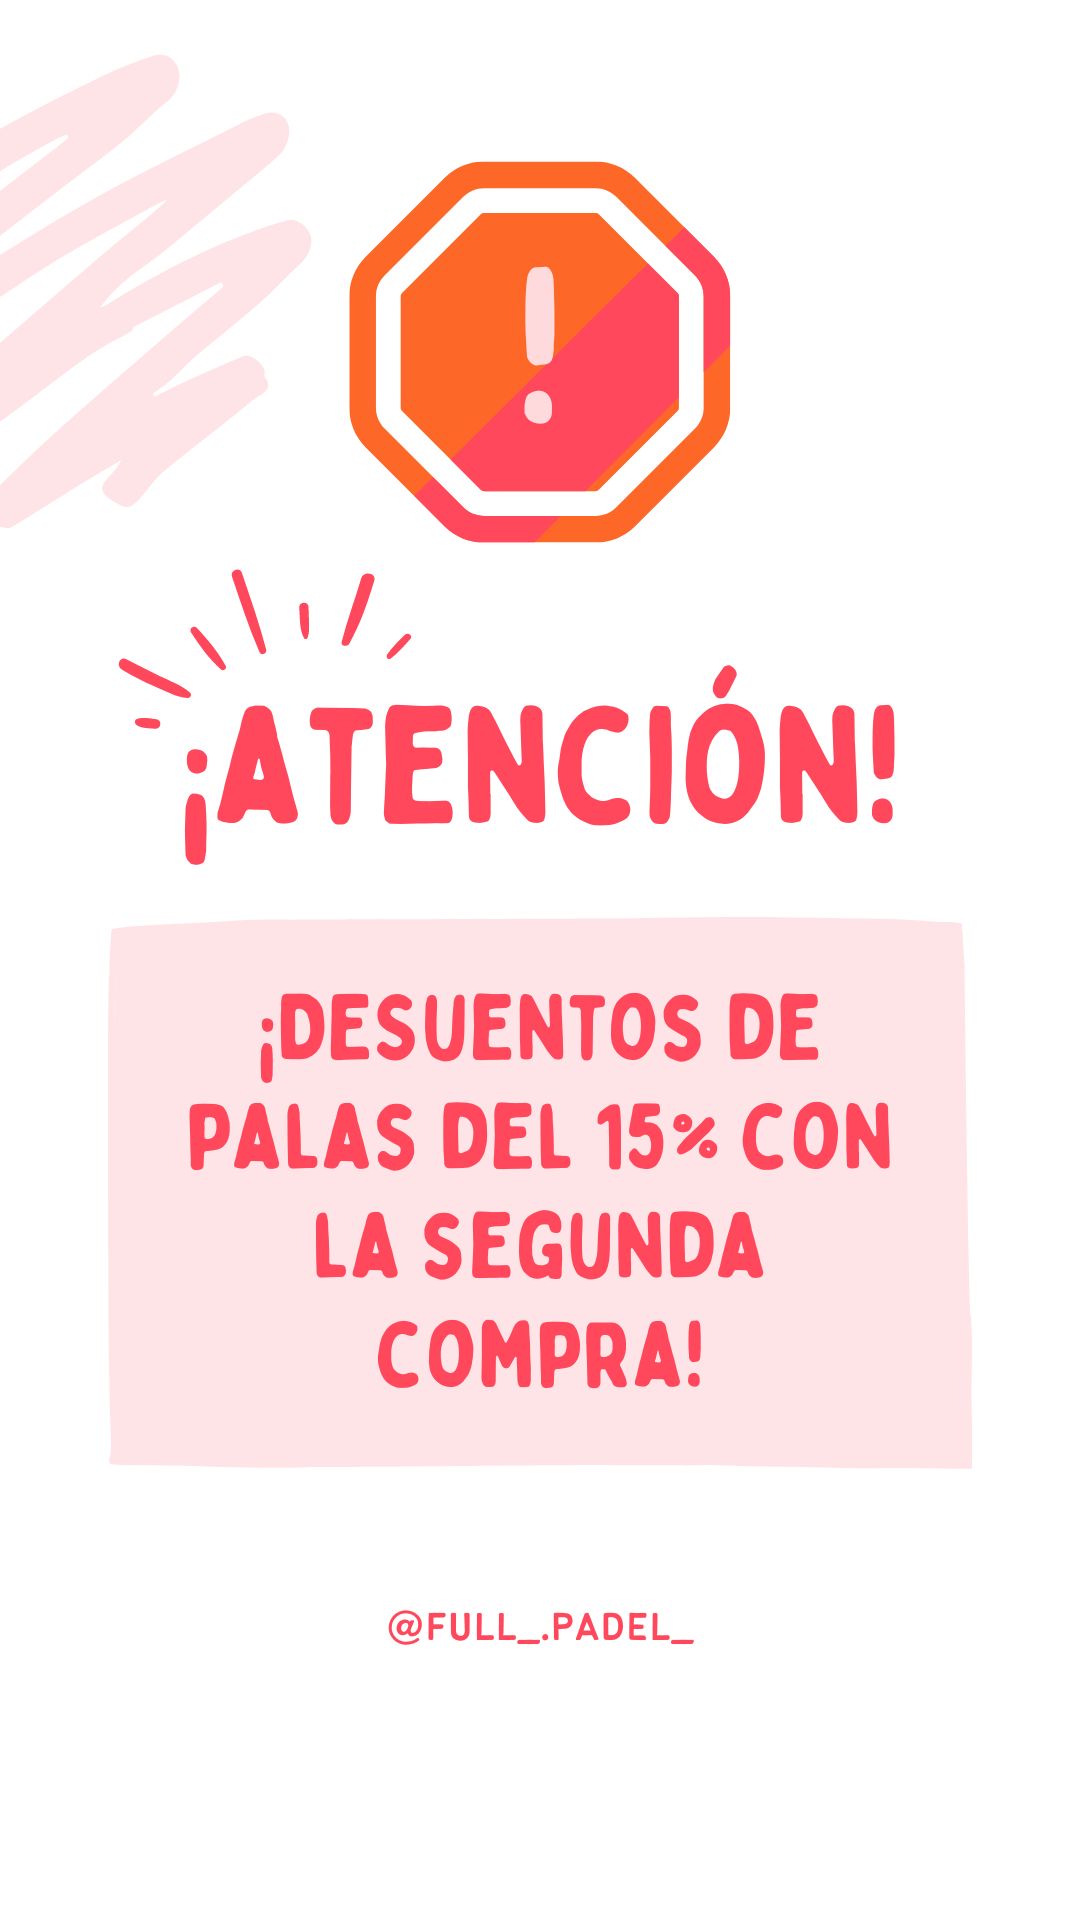 !
¡ATENCIÓN!
¡DESUENTOS DE
PALAS DEL 15% CON
LA SEGUNDA
COMPRA!
@FULL_.PADEL_